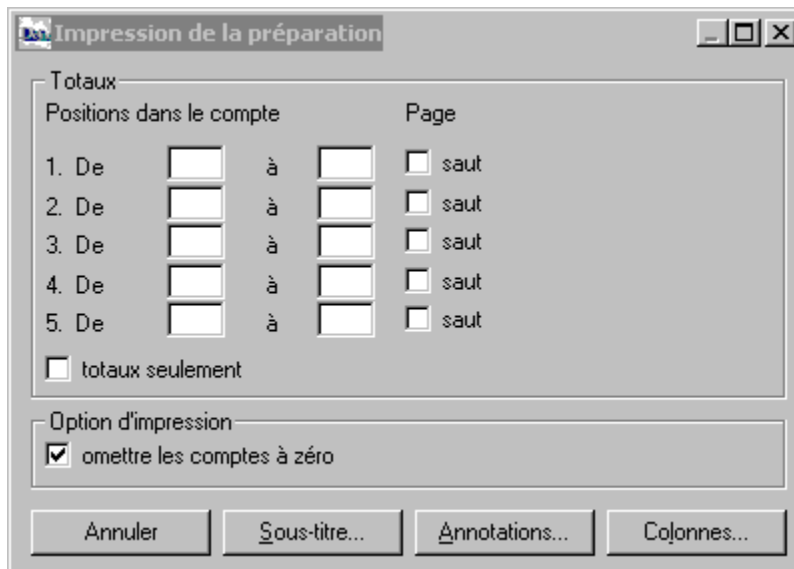 Impression de la préparation
Totaux
Positions dans le compte Page
1. De à saut
2. De à saut
3. De à saut
4. De à saut
5. De à saut
totaux seulement
Option d'impression
omettre les comptes à zéro
Annuler Sous-titre... Annotations... Colonnes...